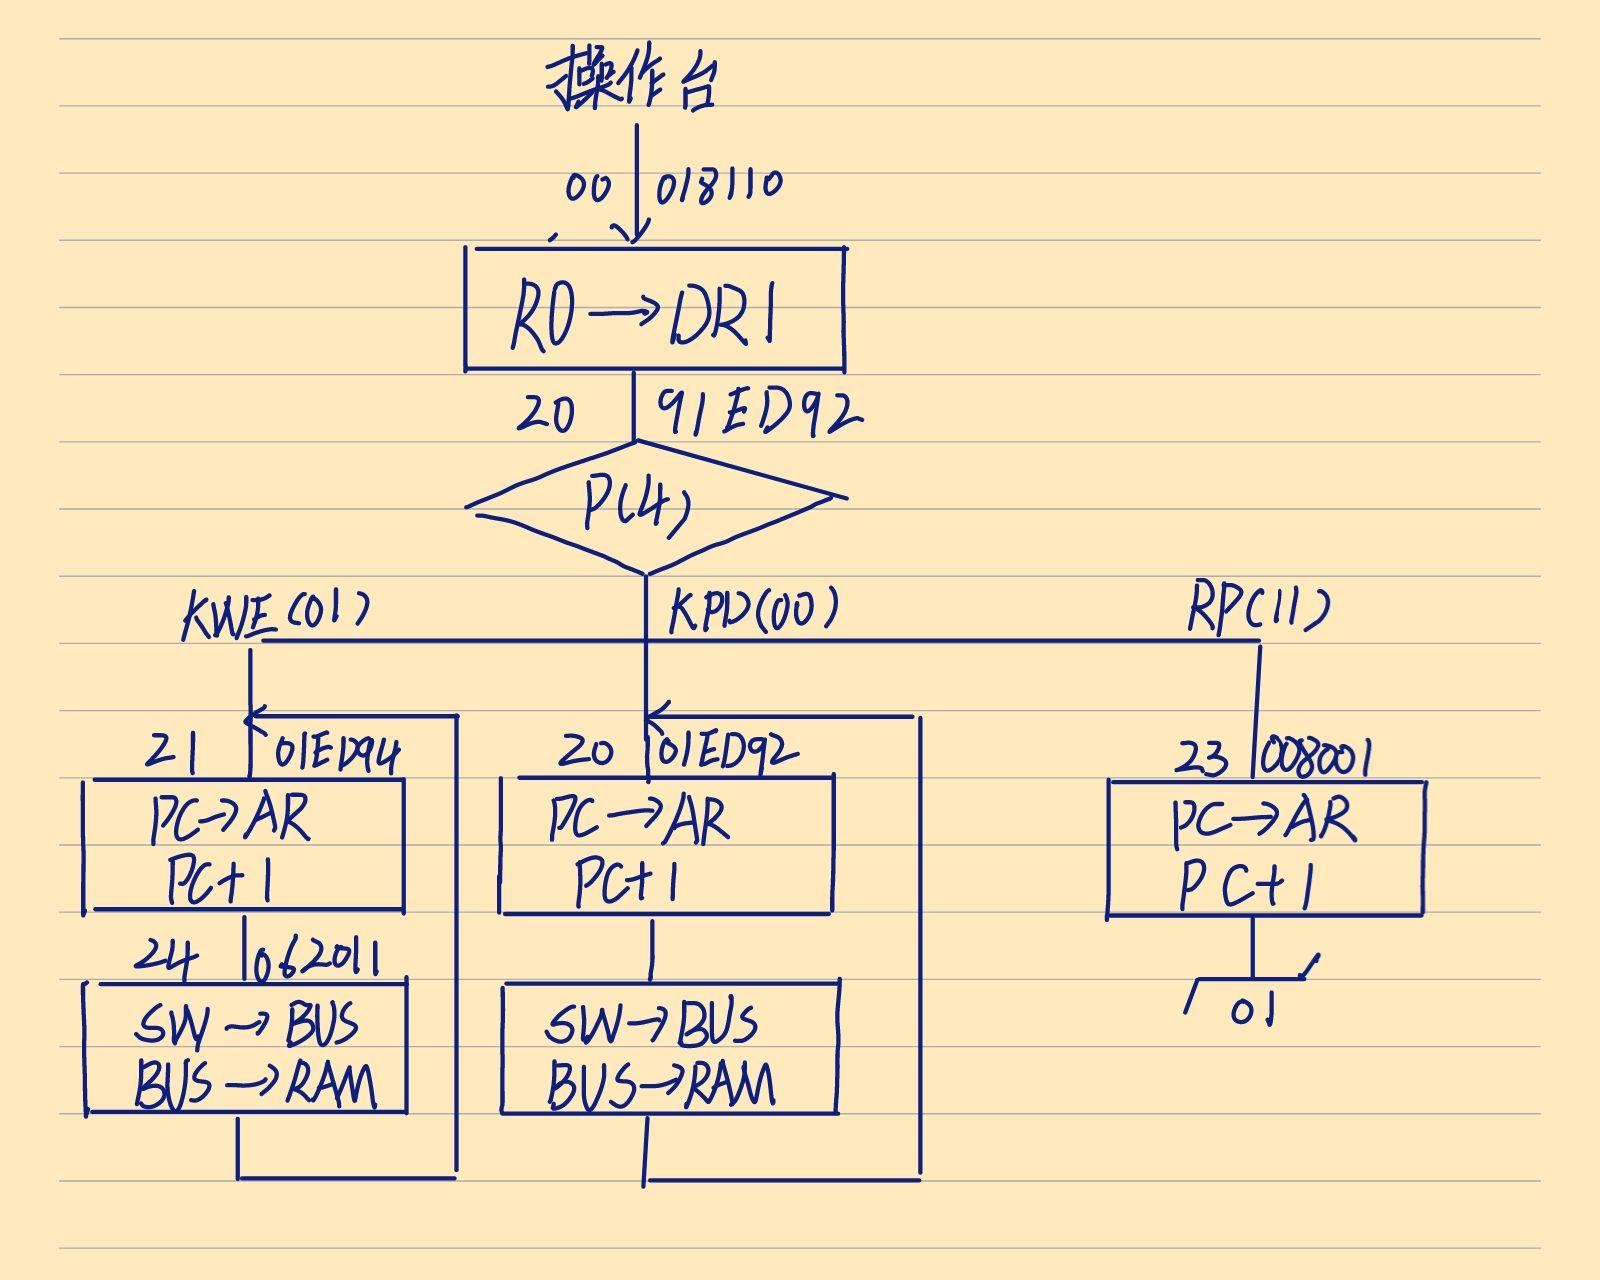 操作台
00 018110
R0→DR1
20 91ED92
P(4)
KWE(01) KPD(00) RP(11)
21 01ED94 20 01ED92 23 008001
PC→AR PC→AR PC→AR
PC+1 PC+1 PC+1
24 062011
SW→BUS SW→BUS
01
BUS→RAM BUS→RAM